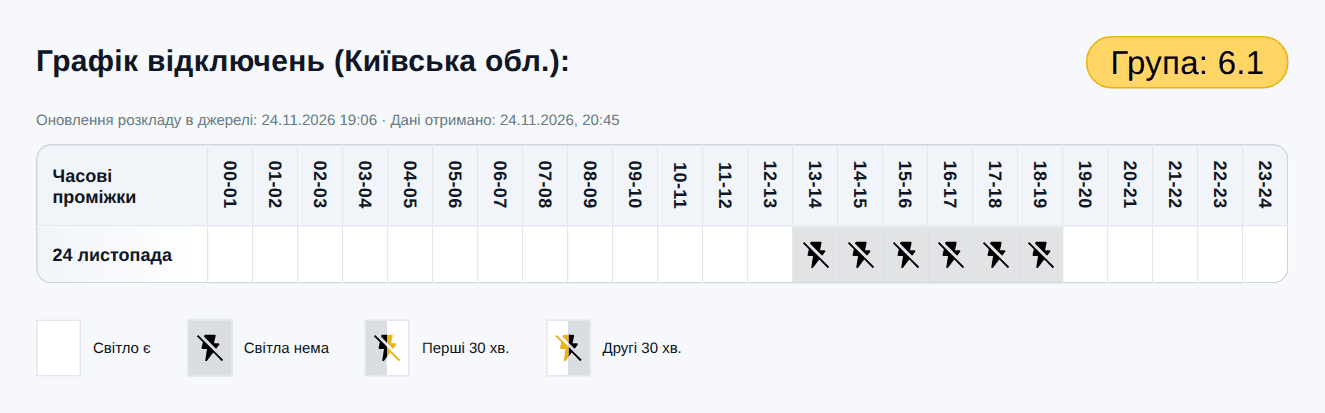 Графік відключень (Київська обл.):
Група: 6.1
Оновлення розкладу в джерелі: 24.11.2026 19:06 · Дані отримано: 24.11.2026, 20:45
Часові
проміжки
00-01
01-02
02-03
03-04
04-05
05-06
06-07
07-08
08-09
09-10
10-11
11-12
12-13
13-14
14-15
15-16
16-17
17-18
18-19
19-20
20-21
21-22
22-23
23-24
24 листопада
Світло є
Світла нема
Перші 30 хв.
Другі 30 хв.